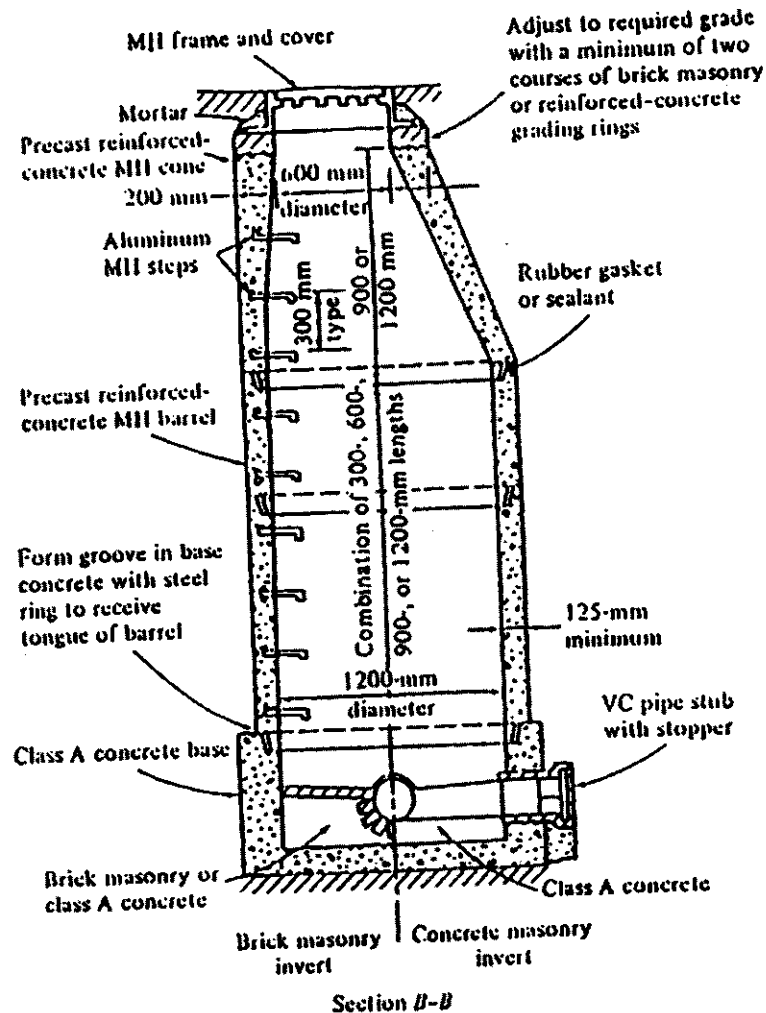 MH frame and cover
Adjust to required grade
with a minimum of two
courses of brick masonry
or reinforced-concrete
grading rings
Mortar
Precast reinforced-
concrete MH cone
200 mm
600 mm
diameter
Aluminum
MH steps
300 mm
type
900 or
1200 mm
Rubber gasket
or sealant
Precast reinforced-
concrete MH barrel
Combination of 300-, 600-,
900-, or 1200-mm lengths
Form groove in base
concrete with steel
ring to receive
tongue of barrel
125-mm
minimum
1200-mm
diameter
VC pipe stub
with stopper
Class A concrete base
Brick masonry or
class A concrete
Class A concrete
Brick masonry
invert
Concrete masonry
invert
Section B-B